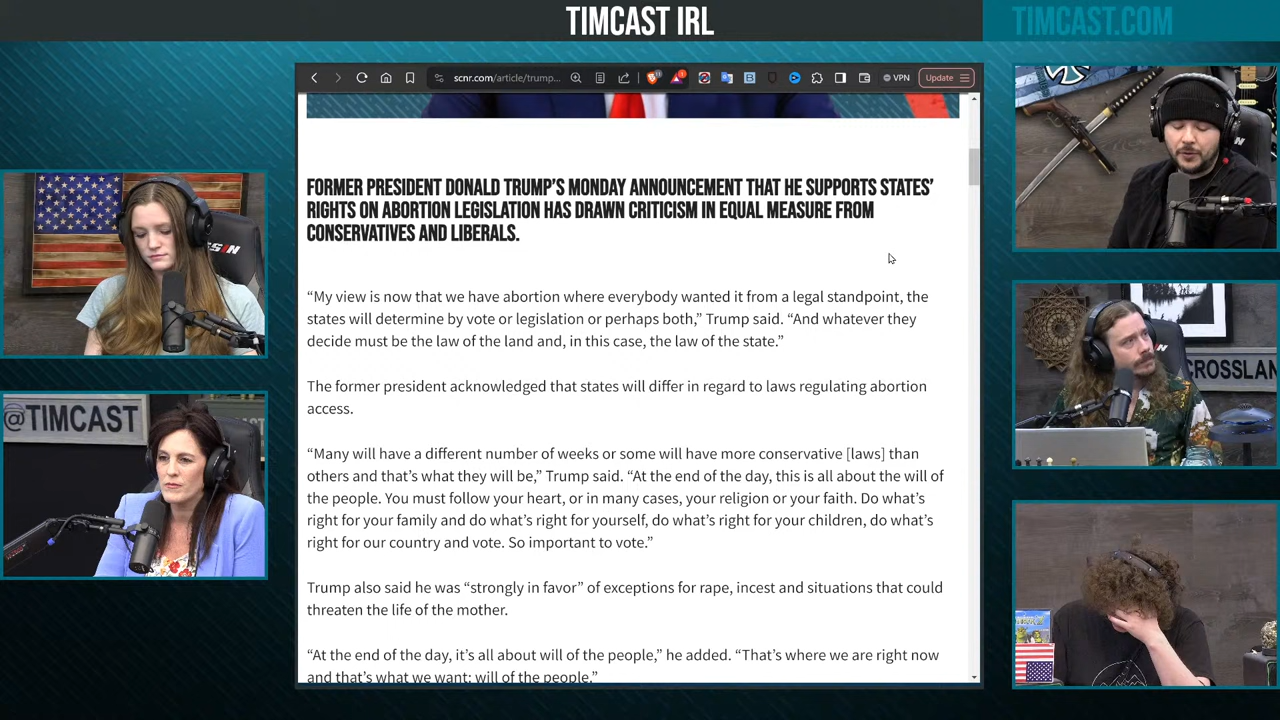 TIMCAST IRL
TIMCAST.COM
scnr.com/article/trump...
VPN
Update
FORMER PRESIDENT DONALD TRUMP’S MONDAY ANNOUNCEMENT THAT HE SUPPORTS STATES’
RIGHTS ON ABORTION LEGISLATION HAS DRAWN CRITICISM IN EQUAL MEASURE FROM
CONSERVATIVES AND LIBERALS.
“My view is now that we have abortion where everybody wanted it from a legal standpoint, the
states will determine by vote or legislation or perhaps both,” Trump said. “And whatever they
decide must be the law of the land and, in this case, the law of the state.”
The former president acknowledged that states will differ in regard to laws regulating abortion
access.
“Many will have a different number of weeks or some will have more conservative [laws] than
others and that’s what they will be,” Trump said. “At the end of the day, this is all about the will of
the people. You must follow your heart, or in many cases, your religion or your faith. Do what’s
right for your family and do what’s right for yourself, do what’s right for your children, do what’s
right for our country and vote. So important to vote.”
Trump also said he was “strongly in favor” of exceptions for rape, incest and situations that could
threaten the life of the mother.
“At the end of the day, it’s all about will of the people,” he added. “That’s where we are right now
and that’s what we want: will of the people.”
@TIMCAST
CROSSLAN